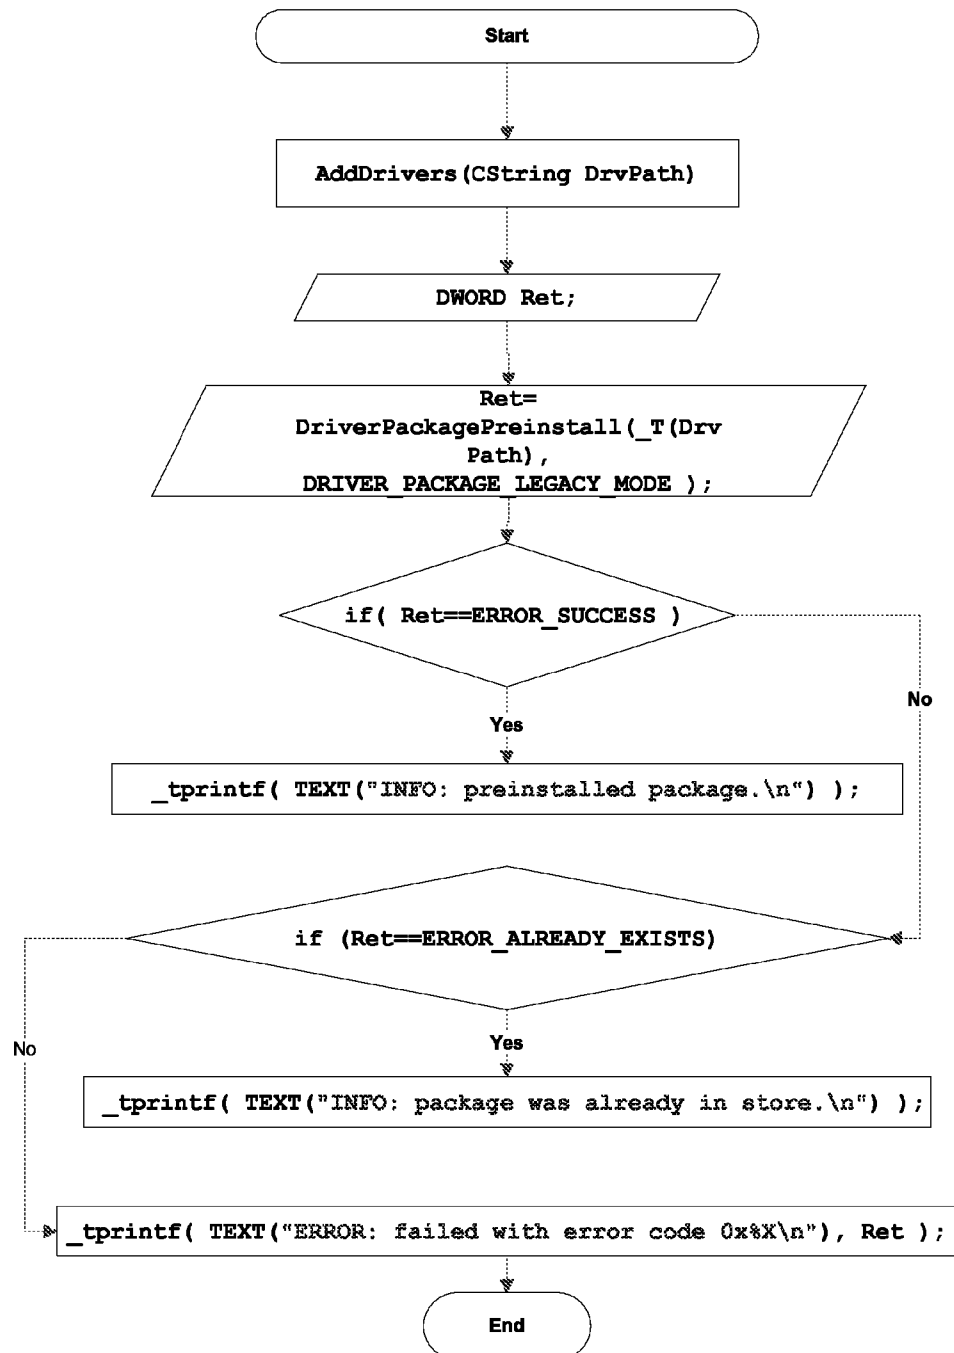 Start
AddDrivers(CString DrvPath)
DWORD Ret;
Ret=
DriverPackagePreinstall(_T(Drv
Path),
DRIVER_PACKAGE_LEGACY_MODE );
if( Ret==ERROR_SUCCESS )
No
Yes
_tprintf( TEXT("INFO: preinstalled package.\n") );
if (Ret==ERROR_ALREADY_EXISTS)
No
Yes
_tprintf( TEXT("INFO: package was already in store.\n") );
_tprintf( TEXT("ERROR: failed with error code 0x%X\n"), Ret );
End